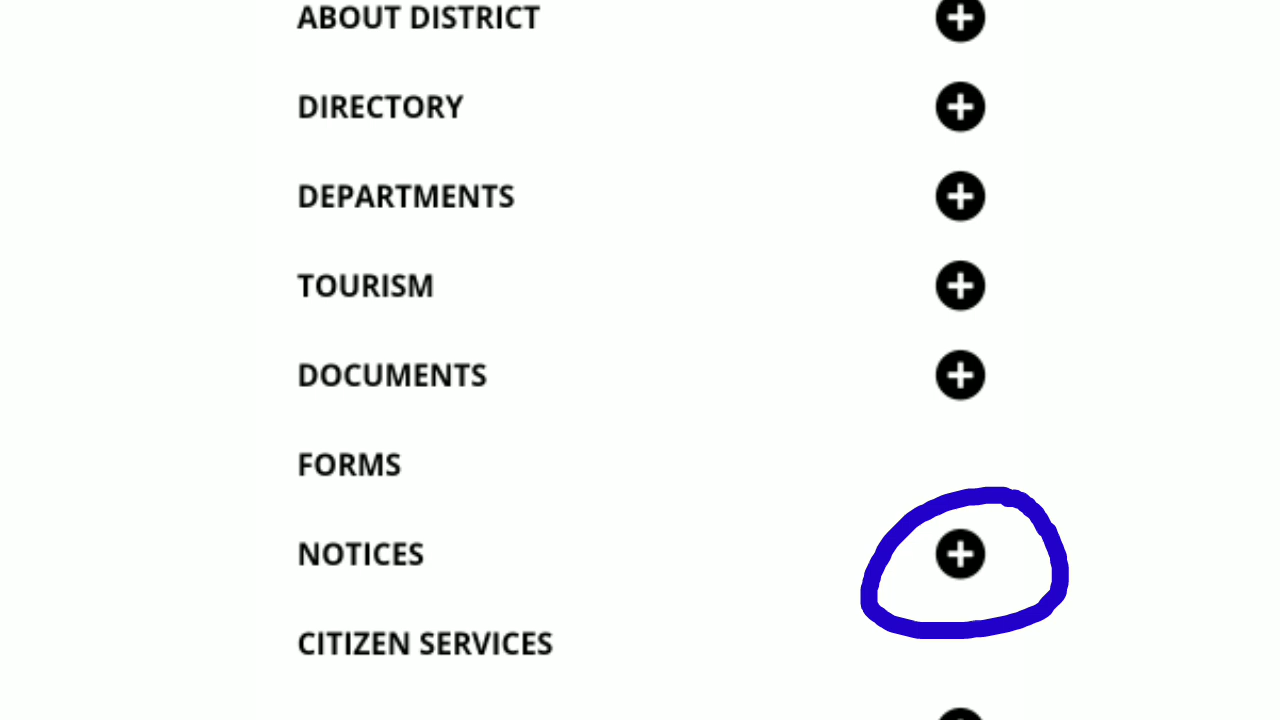 ABOUT DISTRICT
DIRECTORY
DEPARTMENTS
TOURISM
DOCUMENTS
FORMS
NOTICES
CITIZEN SERVICES